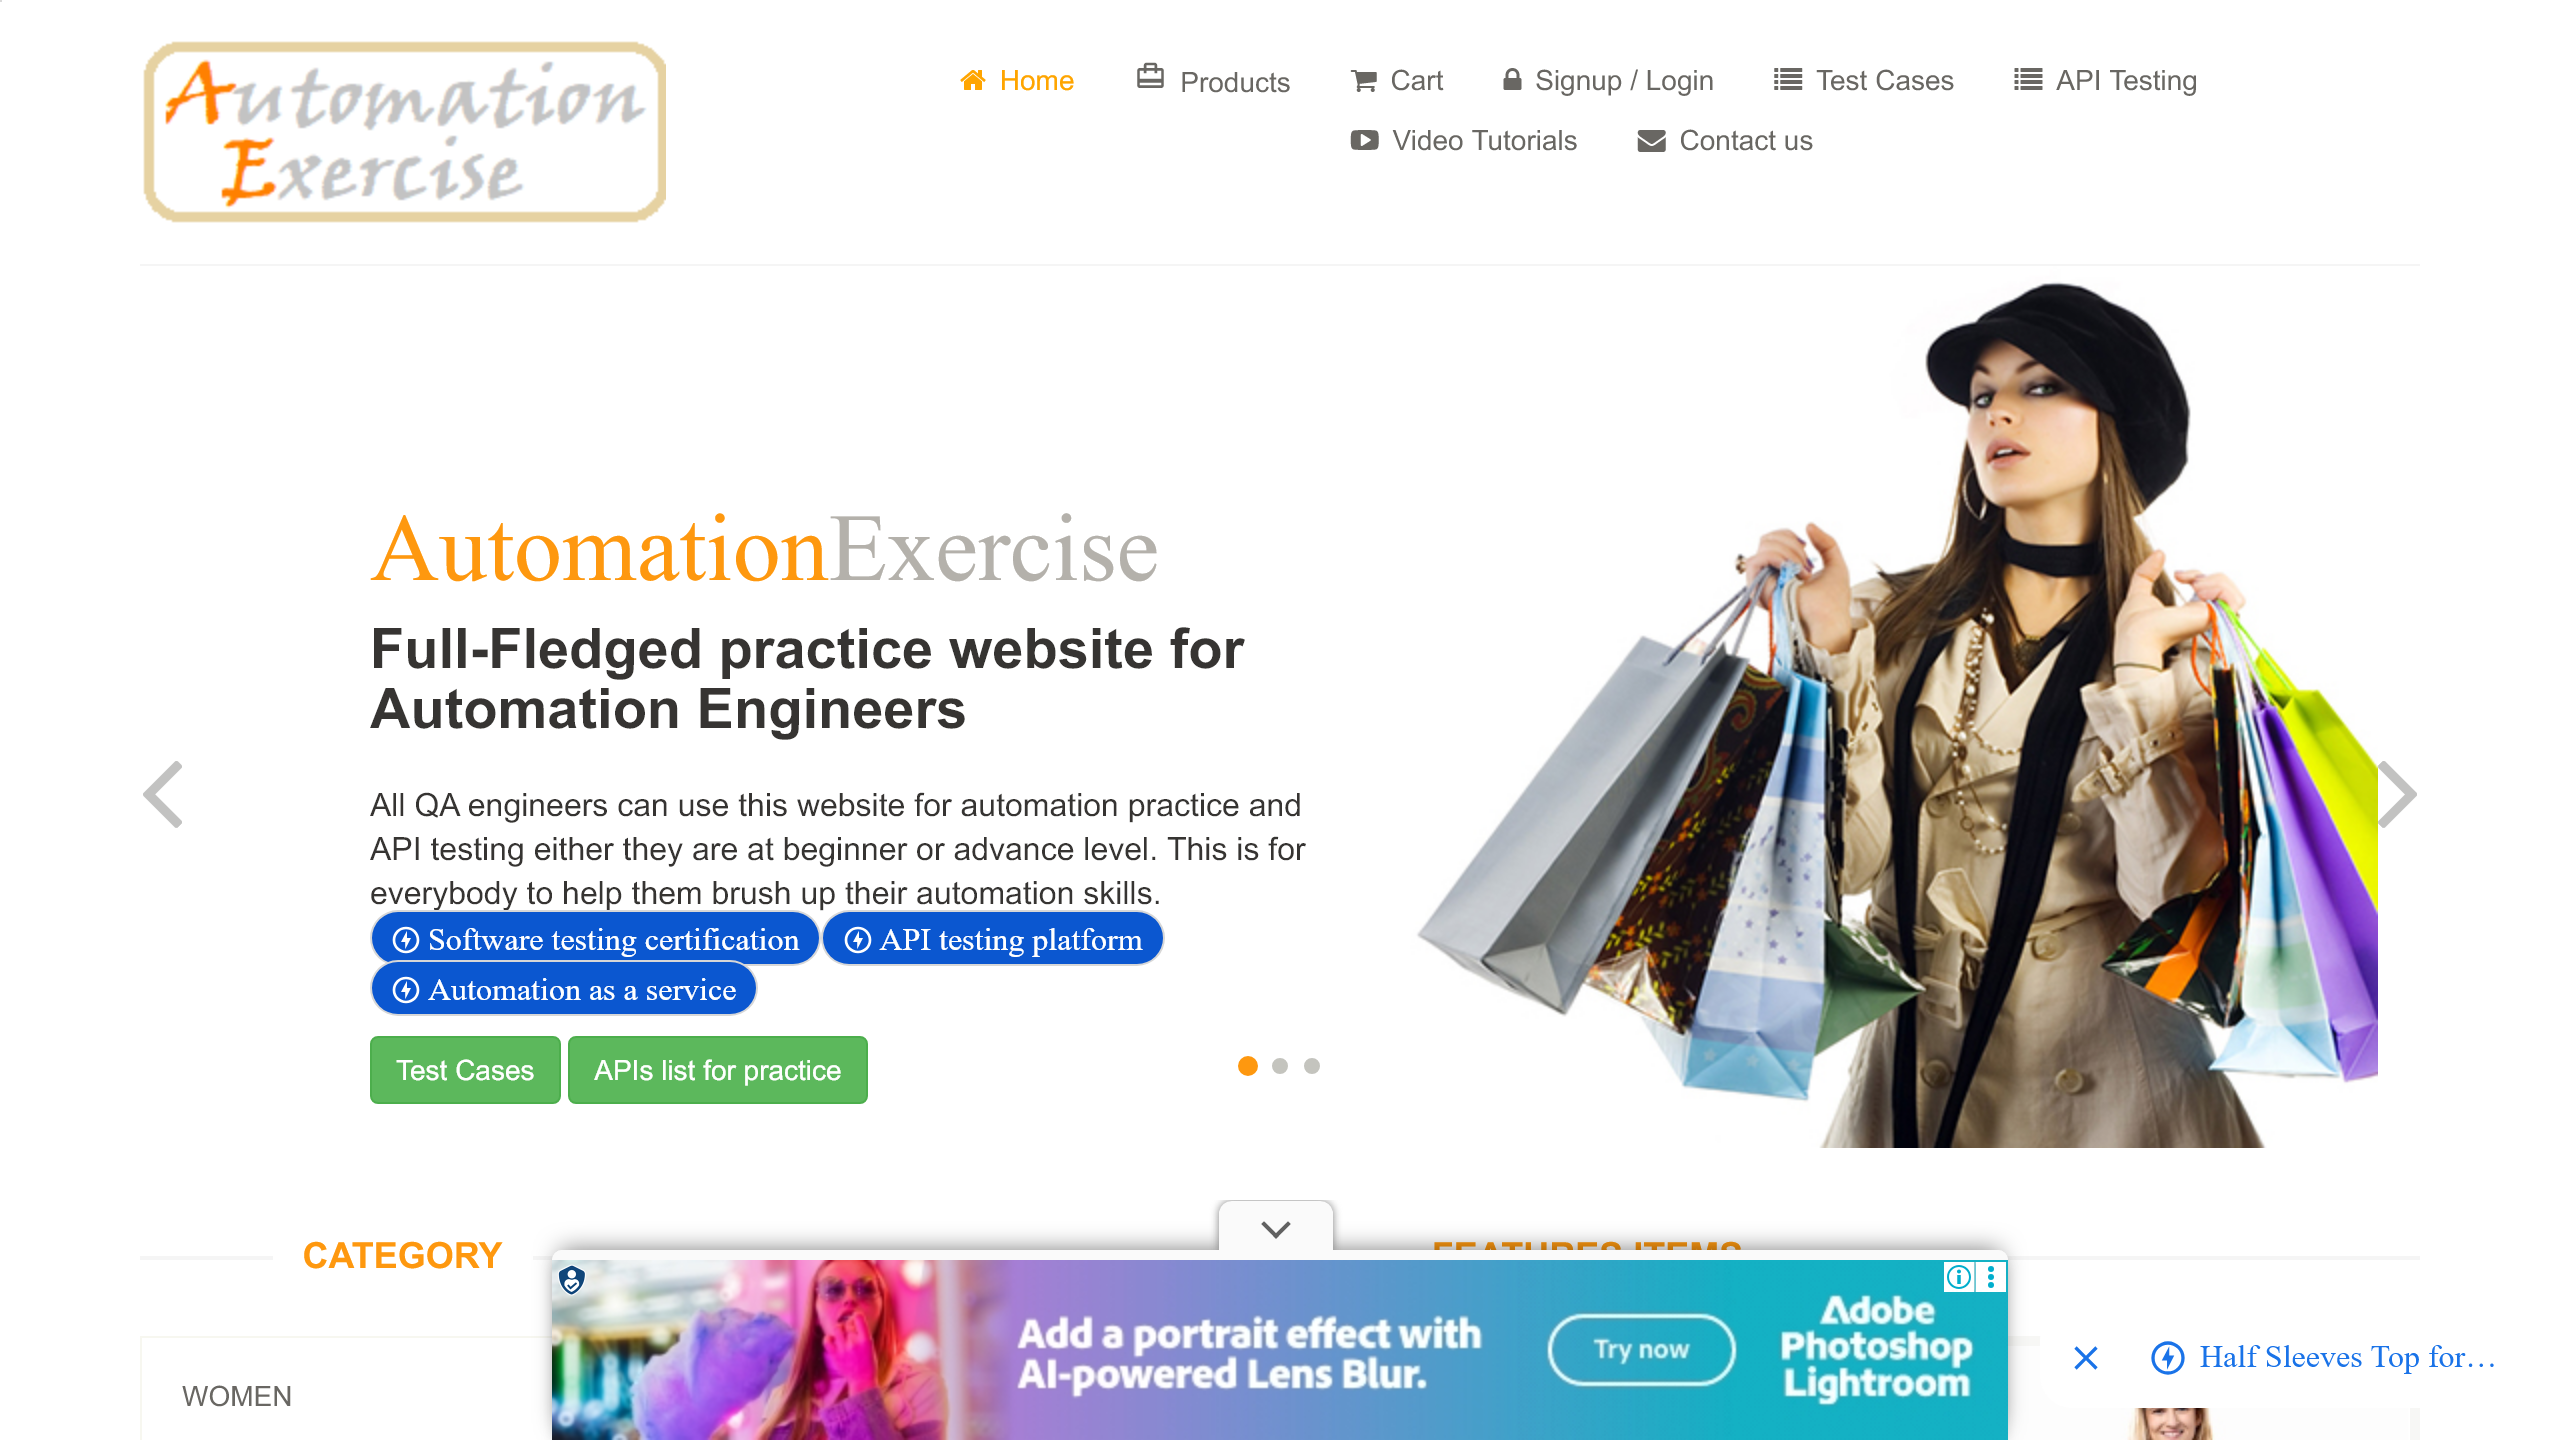 Automation
Exercise
Home
Products
Cart
Signup / Login
Test Cases
API Testing
Video Tutorials
Contact us
AutomationExercise
Full-Fledged practice website for
Automation Engineers
All QA engineers can use this website for automation practice and
API testing either they are at beginner or advance level. This is for
everybody to help them brush up their automation skills.
Software testing certification
API testing platform
Automation as a service
Test Cases
APIs list for practice
CATEGORY
FEATURES ITEMS
WOMEN
Add a portrait effect with
AI-powered Lens Blur.
Try now
Adobe
Photoshop
Lightroom
Half Sleeves Top for…